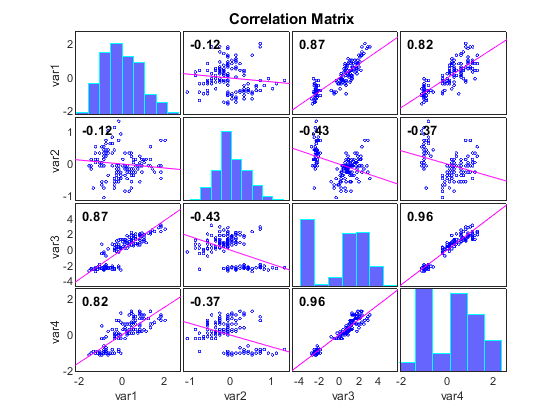 Correlation Matrix
var1
2
0
-2
-0.12
0.87
0.82
var2
1
0
-1
-0.12
-0.43
-0.37
var3
4
2
0
-2
-4
0.87
-0.43
0.96
var4
2
0
-2
0.82
-0.37
0.96
-2 0 2
-1 0 1
-4 -2 0 2 4
-2 0 2
var1 var2 var3 var4